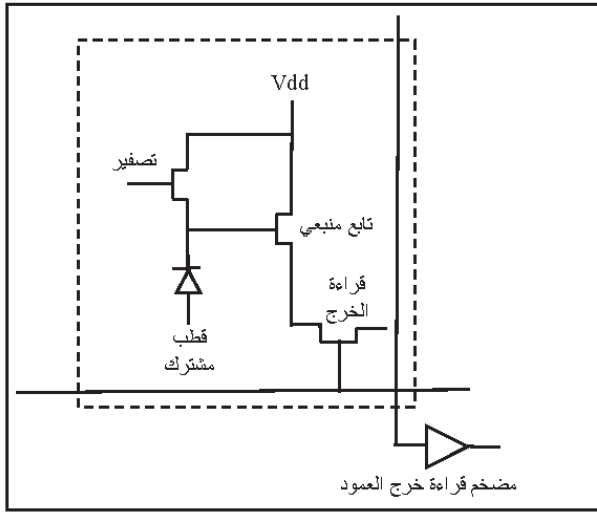 Vdd
تصفير
تابع منبعي
قراءة
الخرج
قطب
مشترك
مضخم قراءة خرج العمود